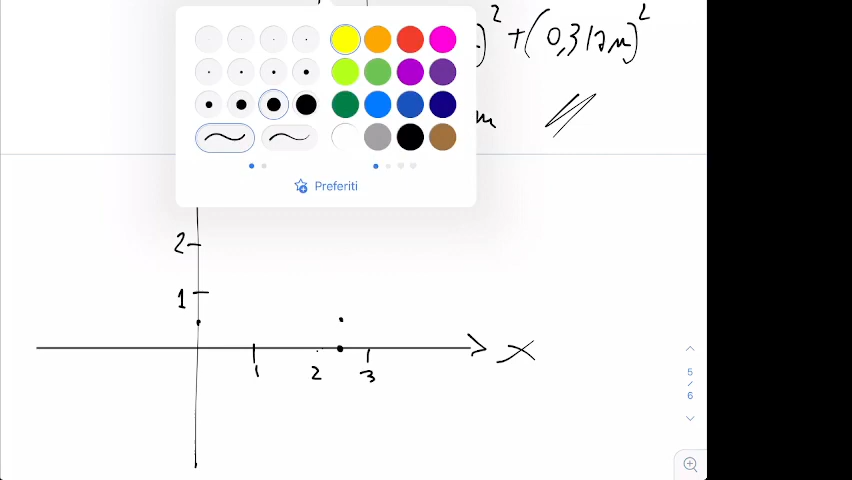 )² + (0,312m)²
m
Preferiti
2
1
1 2 3 x
5
/
6